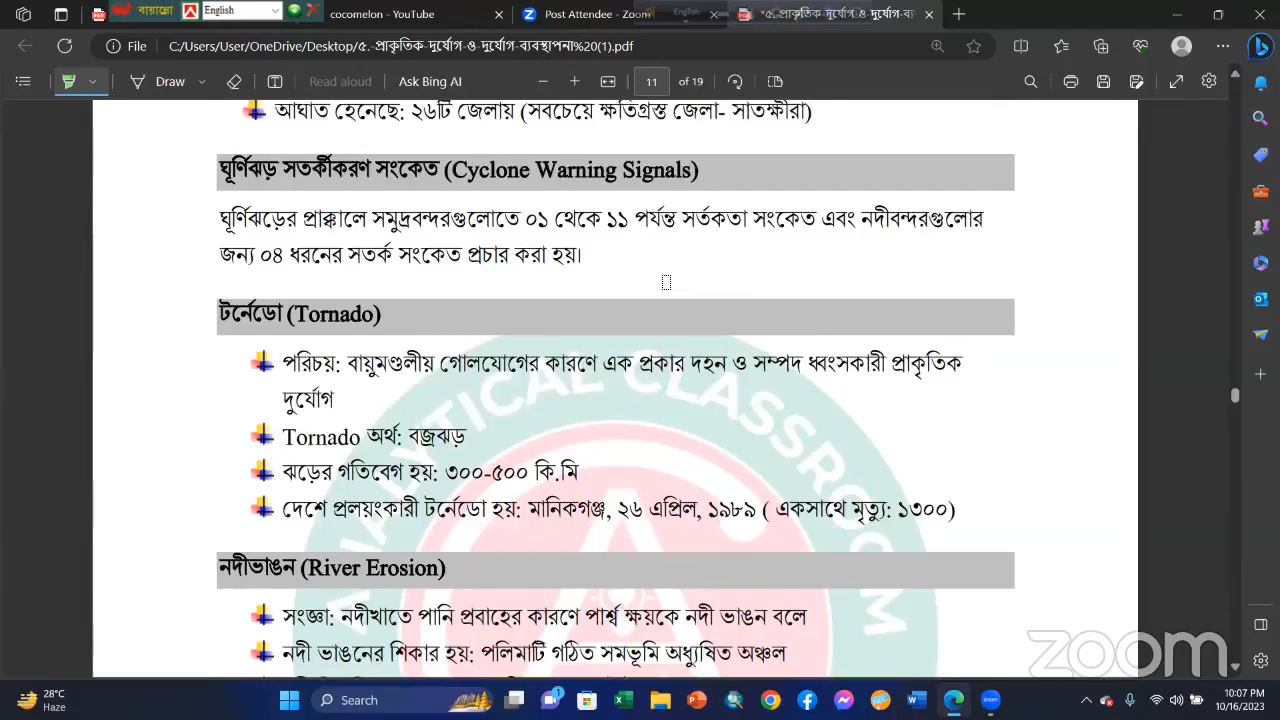 বায়ান্নো English
cocomelon - YouTube
Post Attendee - Zoom
English
৫. প্রাকৃতিক দুর্যোগ ও দুর্যোগ-ব্য
File C:/Users/User/OneDrive/Desktop/৫.%20প্রাকৃতিক দুর্যোগ ও দুর্যোগ-ব্যবস্থাপনা%20(1).pdf
Draw Read aloud Ask Bing AI 11 of 19
আঘাত হেনেছে: ২৬টি জেলায় (সবচেয়ে ক্ষতিগ্রস্ত জেলা- সাতক্ষীরা)
ঘূর্ণিঝড় সতর্কীকরণ সংকেত (Cyclone Warning Signals)
ঘূর্ণিঝড়ের প্রাক্কালে সমুদ্রবন্দরগুলোতে ০১ থেকে ১১ পর্যন্ত সর্তকতা সংকেত এবং নদীবন্দরগুলোর
জন্য ০৪ ধরনের সতর্ক সংকেত প্রচার করা হয়।
টর্নেডো (Tornado)
পরিচয়: বায়ুমণ্ডলীয় গোলযোগের কারণে এক প্রকার দহন ও সম্পদ ধ্বংসকারী প্রাকৃতিক
দুর্যোগ
Tornado অর্থ: বজ্রঝড়
ঝড়ের গতিবেগ হয়: ৩০০-৫০০ কি.মি
দেশে প্রলয়ংকারী টর্নেডো হয়: মানিকগঞ্জ, ২৬ এপ্রিল, ১৯৮৯ ( একসাথে মৃত্যু: ১৩০০)
নদীভাঙন (River Erosion)
সংজ্ঞা: নদীখাতে পানি প্রবাহের কারণে পার্শ্ব ক্ষয়কে নদী ভাঙন বলে
নদী ভাঙনের শিকার হয়: পলিমাটি গঠিত সমভূমি অধ্যুষিত অঞ্চল
ANALYTICAL CLASSROOM
zoom
28°C
Haze
Search
10:07 PM
10/16/2023